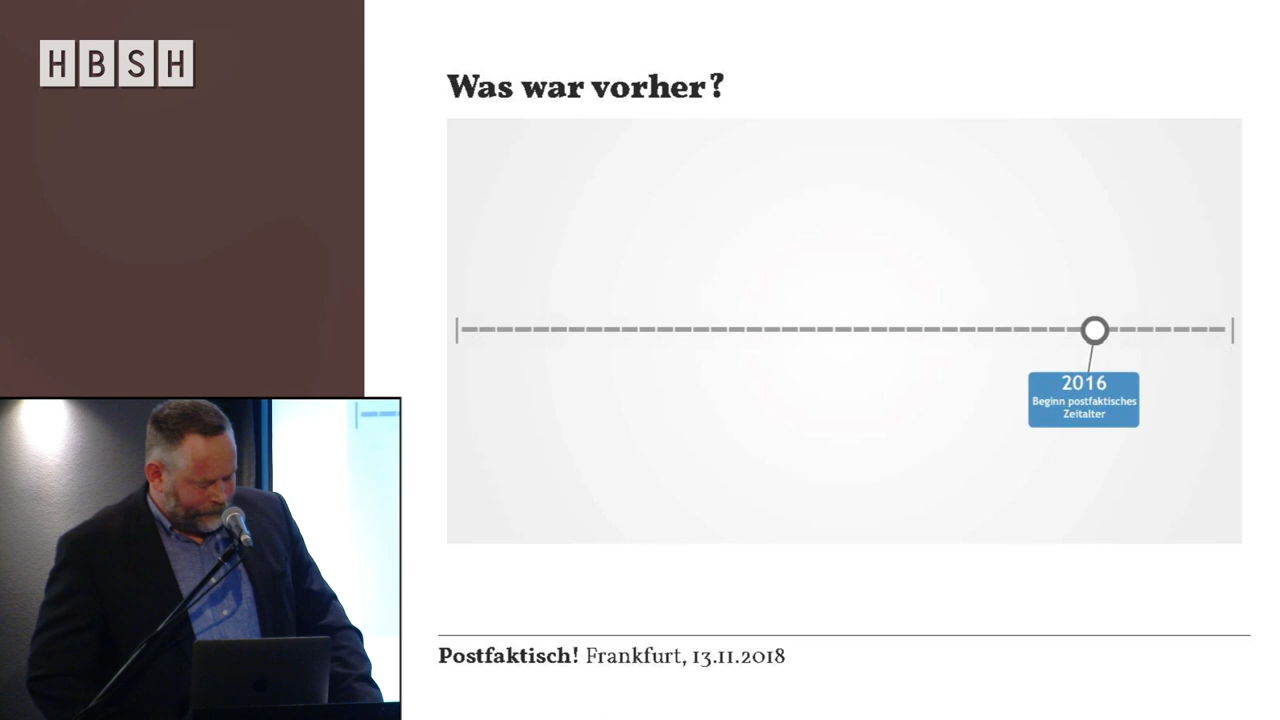 HBSH
Was war vorher?
2016
Beginn postfaktisches
Zeitalter
Postfaktisch! Frankfurt, 13.11.2018